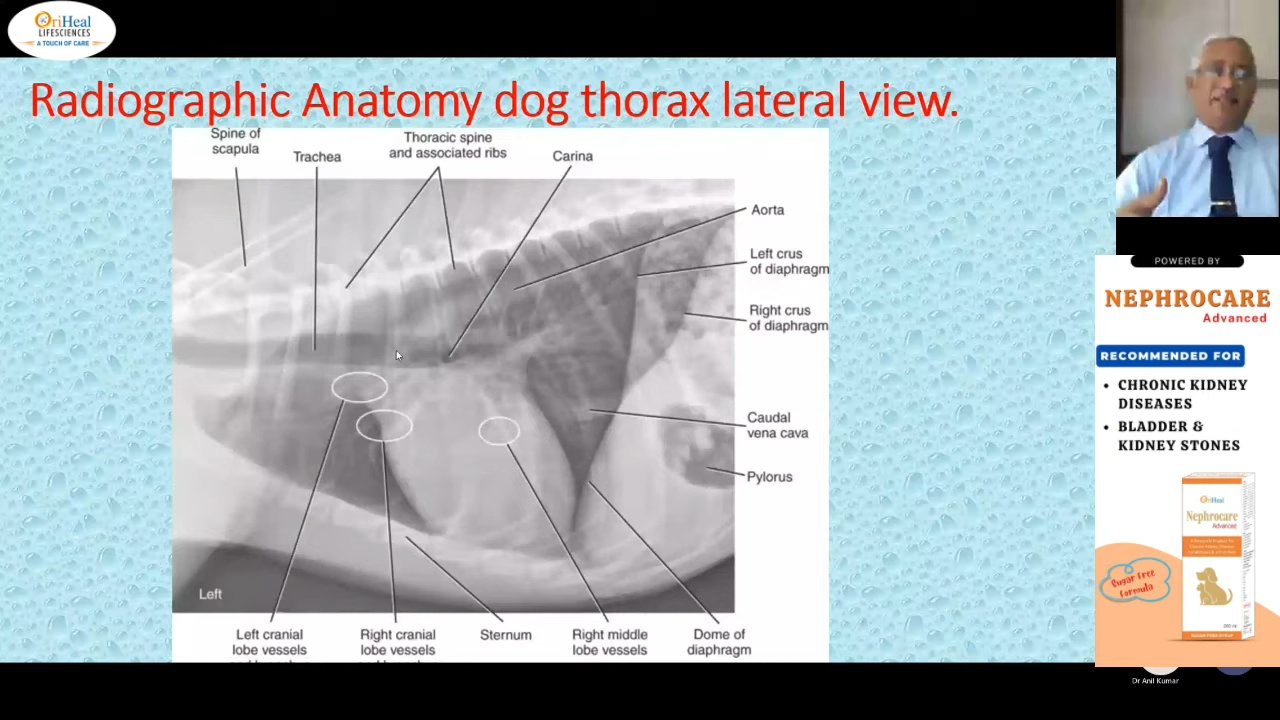 OriHeal
LIFESCIENCES
A TOUCH OF CARE
Radiographic Anatomy dog thorax lateral view.
Spine of
scapula
Trachea
Thoracic spine
and associated ribs
Carina
Aorta
Left crus
of diaphragm
Right crus
of diaphragm
Caudal
vena cava
Pylorus
Left
Left cranial
lobe vessels
Right cranial
lobe vessels
Sternum
Right middle
lobe vessels
Dome of
diaphragm
POWERED BY
NEPHROCARE
Advanced
RECOMMENDED FOR
• CHRONIC KIDNEY
DISEASES
• BLADDER &
KIDNEY STONES
OriHeal
Nephrocare
Advanced
Sugar Free
Formula
Dr Anil Kumar